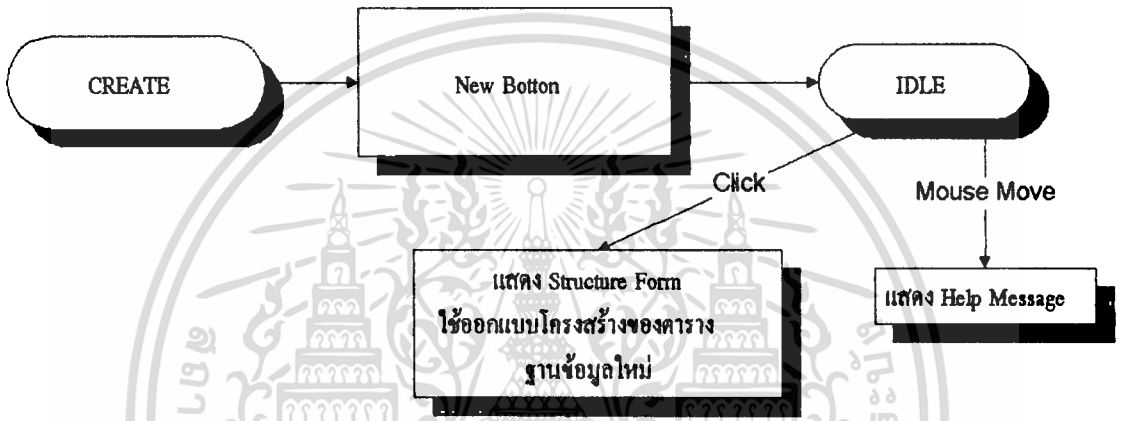 CREATE
New Botton
IDLE
Click
Mouse Move
แสดง Structure Form
ใช้ออกแบบโครงสร้างของตาราง
ฐานข้อมูลใหม่
แสดง Help Message